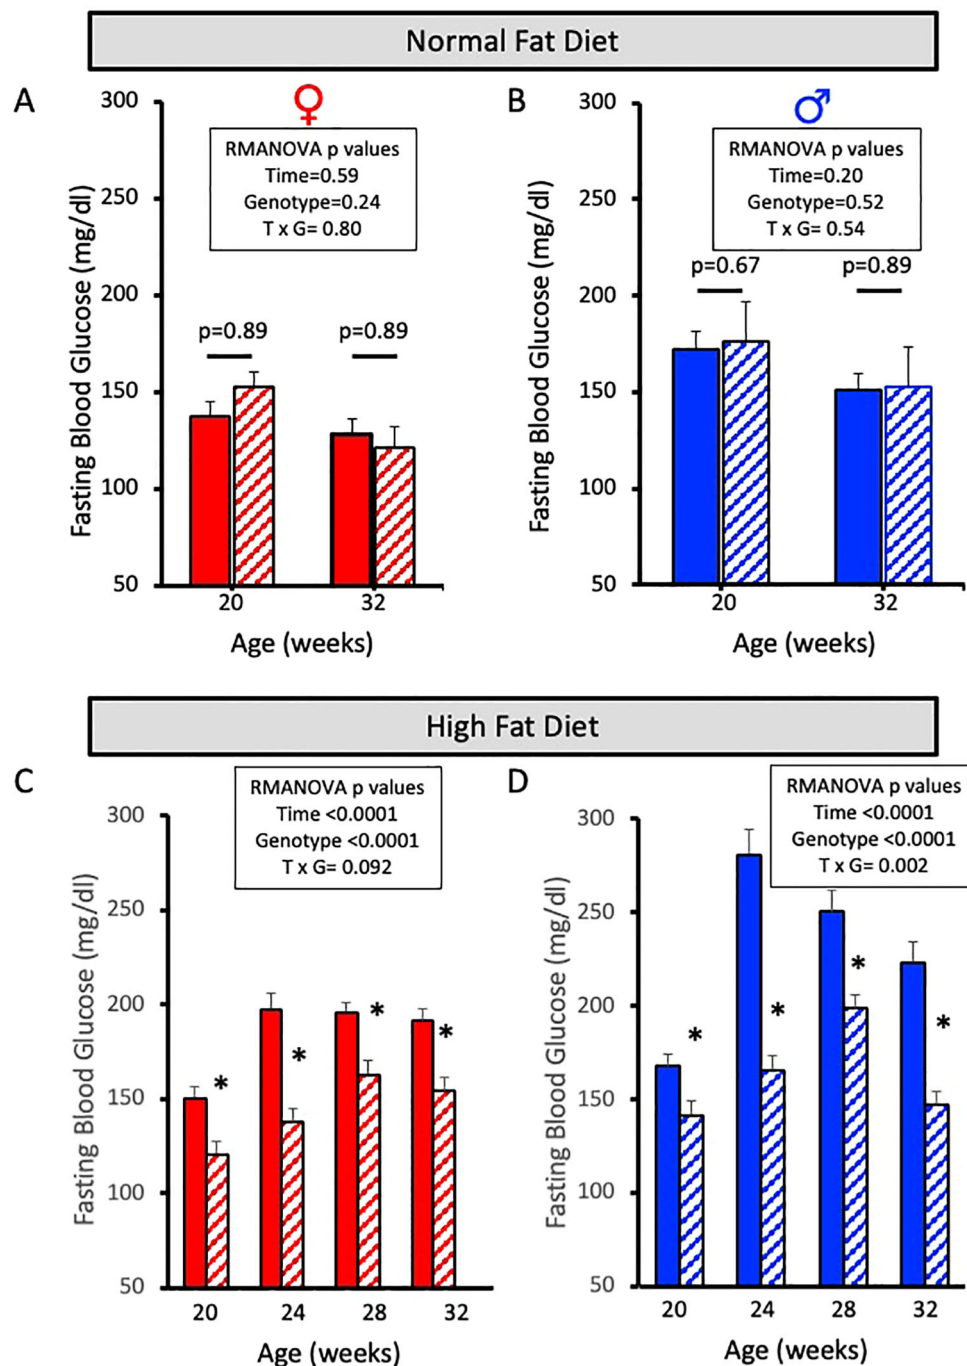 Normal Fat Diet
A
♀
300
250
200
150
100
50
Fasting Blood Glucose (mg/dl)
RMANOVA p values
Time=0.59
Genotype=0.24
T x G= 0.80
p=0.89
p=0.89
20
32
Age (weeks)
B
♂
300
250
200
150
100
50
Fasting Blood Glucose (mg/dl)
RMANOVA p values
Time=0.20
Genotype=0.52
T x G= 0.54
p=0.67
p=0.89
20
32
Age (weeks)
High Fat Diet
C
300
250
200
150
100
50
Fasting Blood Glucose (mg/dl)
RMANOVA p values
Time <0.0001
Genotype <0.0001
T x G= 0.092
*
*
*
*
20
24
28
32
Age (weeks)
D
300
250
200
150
100
50
Fasting Blood Glucose (mg/dl)
RMANOVA p values
Time <0.0001
Genotype <0.0001
T x G= 0.002
*
*
*
*
20
24
28
32
Age (weeks)